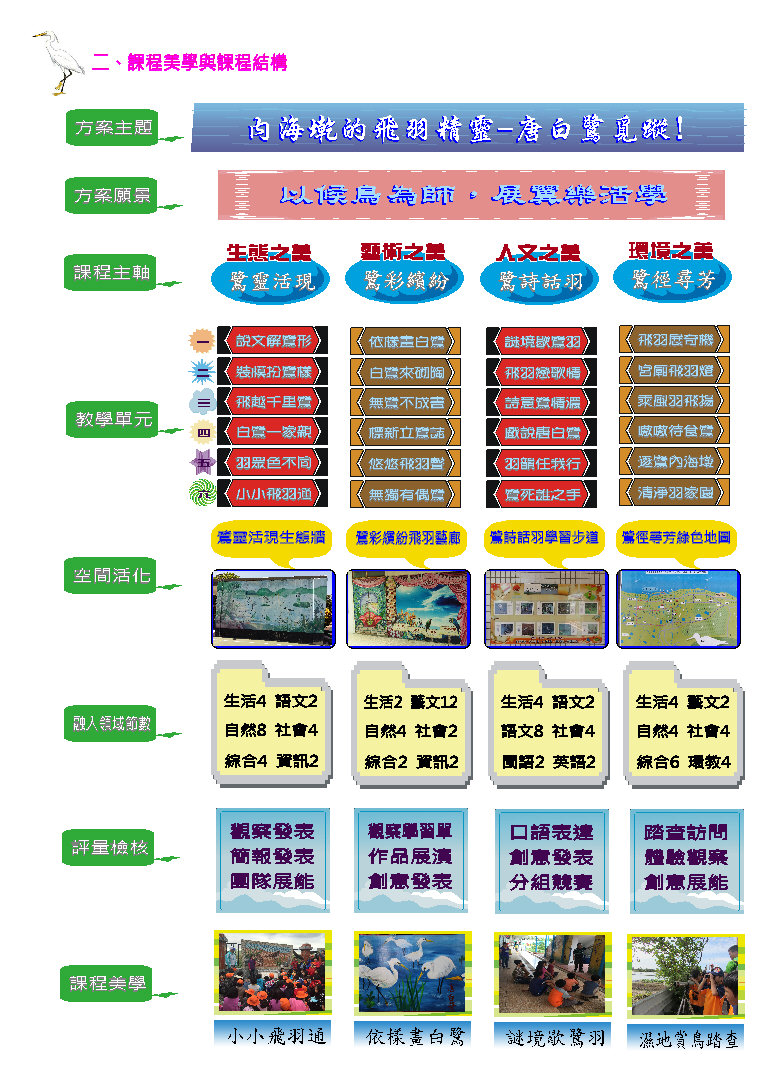 二、課程美學與課程結構
方案主題
內海墘的飛羽精靈-唐白鷺覓蹤!
方案願景
以候鳥為師，展翼樂活學
課程主軸
生態之美 藝術之美 人文之美 環境之美
鷺靈活現 鷺彩繽紛 鷺詩話羽 鷺徑尋芳
教學單元
一 說文解鷺形 依樣畫白鷺 謎境歌鷺羽 飛羽展奇機
二 裝模扮鷺樣 白鷺來砌陶 飛羽戀歌情 宮廟飛羽燈
三 飛越千里鷺 無鷺不成書 詩意鷺情濃 乘風羽飛揚
四 白鷺一家親 標新立鷺誌 戲說唐白鷺 嗷嗷待食鷺
五 羽眾色不同 悠悠飛羽聲 羽韻任我行 逐鷺內海墘
六 小小飛羽通 無獨有偶鷺 鷺死誰之手 清淨羽家園
空間活化
鷺靈活現生態牆 鷺彩繽紛飛羽藝廊 鷺詩話羽學習步道 鷺徑尋芳綠色地圖
融入領域節數
生活4 語文2 生活2 藝文12 生活4 語文2 生活4 藝文2
自然8 社會4 自然4 社會2 語文8 社會4 自然4 社會4
綜合4 資訊2 綜合2 資訊2 國語2 英語2 綜合6 環教4
評量檢核
觀察發表 觀察學習單 口語表達 踏查訪問
簡報發表 作品展演 創意發表 體驗觀察
團隊展能 創意發表 分組競賽 創意展能
課程美學
小小飛羽通 依樣畫白鷺 謎境歌鷺羽 濕地賞鳥踏查